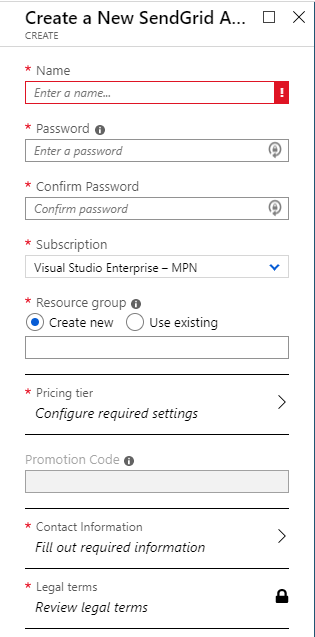 Create a New SendGrid A...
CREATE
* Name
Enter a name...
!
* Password
Enter a password
* Confirm Password
Confirm password
* Subscription
Visual Studio Enterprise – MPN
* Resource group
Create new Use existing
* Pricing tier
Configure required settings
Promotion Code
* Contact Information
Fill out required information
* Legal terms
Review legal terms